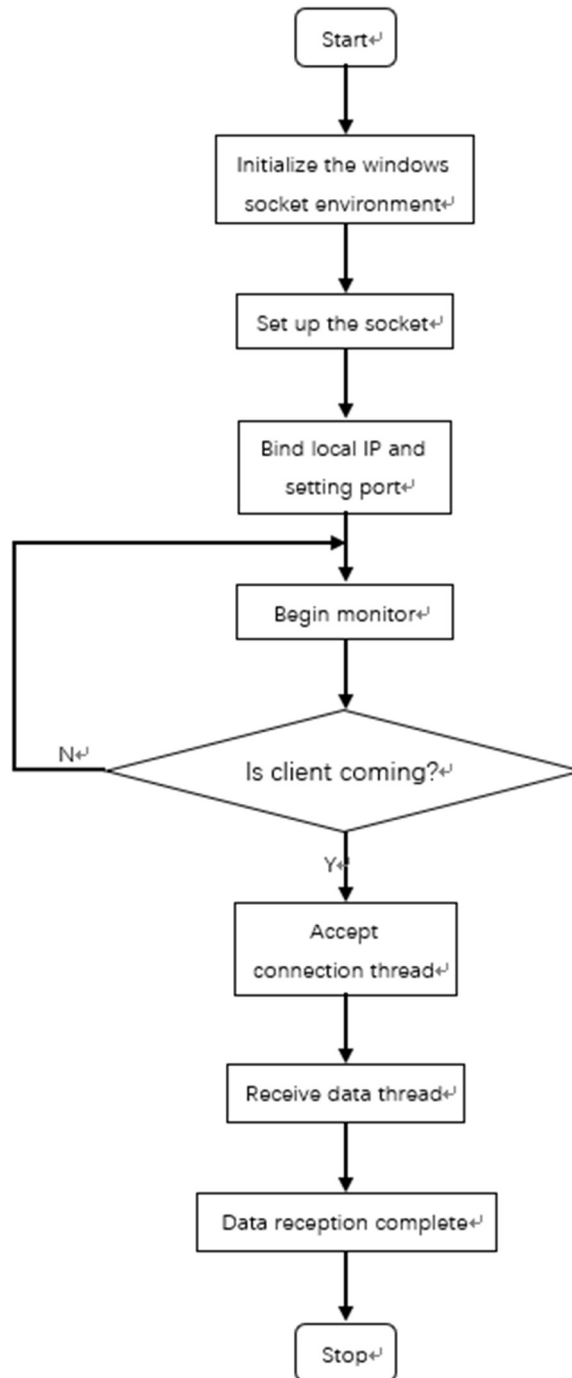 Start↵
Initialize the windows
socket environment↵
Set up the socket↵
Bind local IP and
setting port↵
Begin monitor↵
N↵
Is client coming?↵
Y↵
Accept
connection thread↵
Receive data thread↵
Data reception complete↵
Stop↵